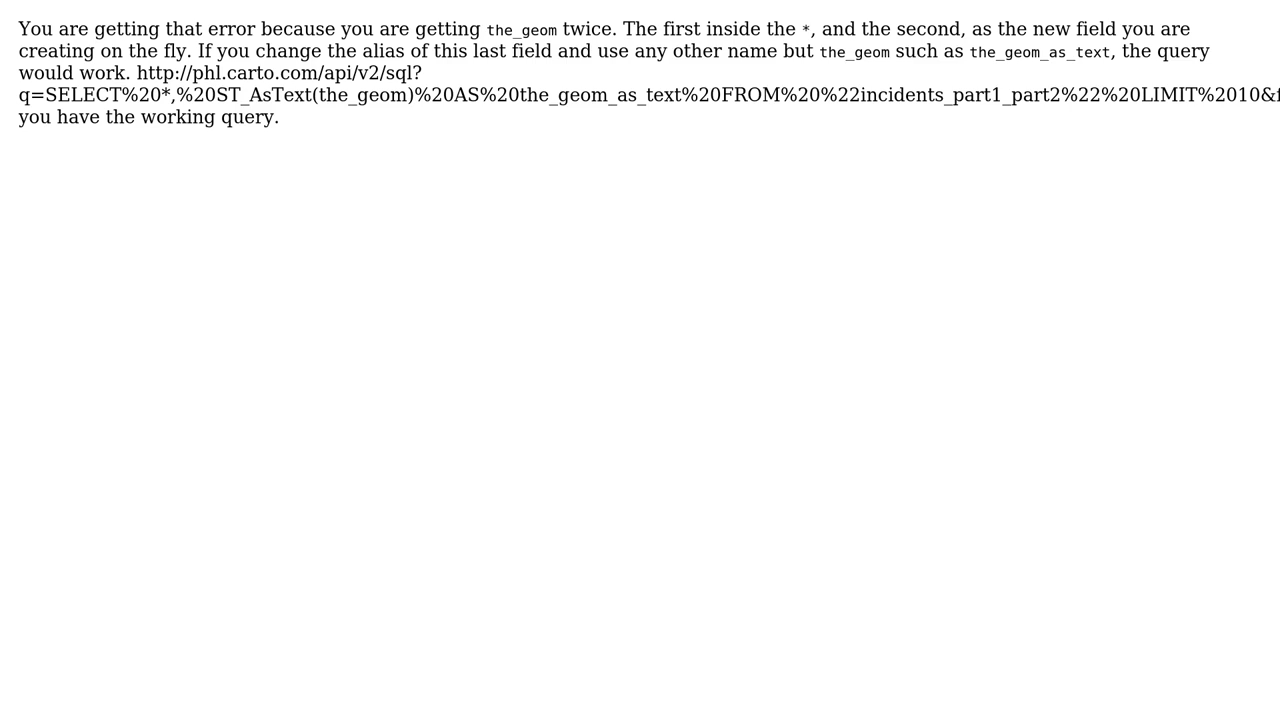 You are getting that error because you are getting the_geom twice. The first inside the *, and the second, as the new field you are
creating on the fly. If you change the alias of this last field and use any other name but the_geom such as the_geom_as_text, the query
would work. http://phl.carto.com/api/v2/sql?
q=SELECT%20*,%20ST_AsText(the_geom)%20AS%20the_geom_as_text%20FROM%20%22incidents_part1_part2%22%20LIMIT%2010&f
you have the working query.